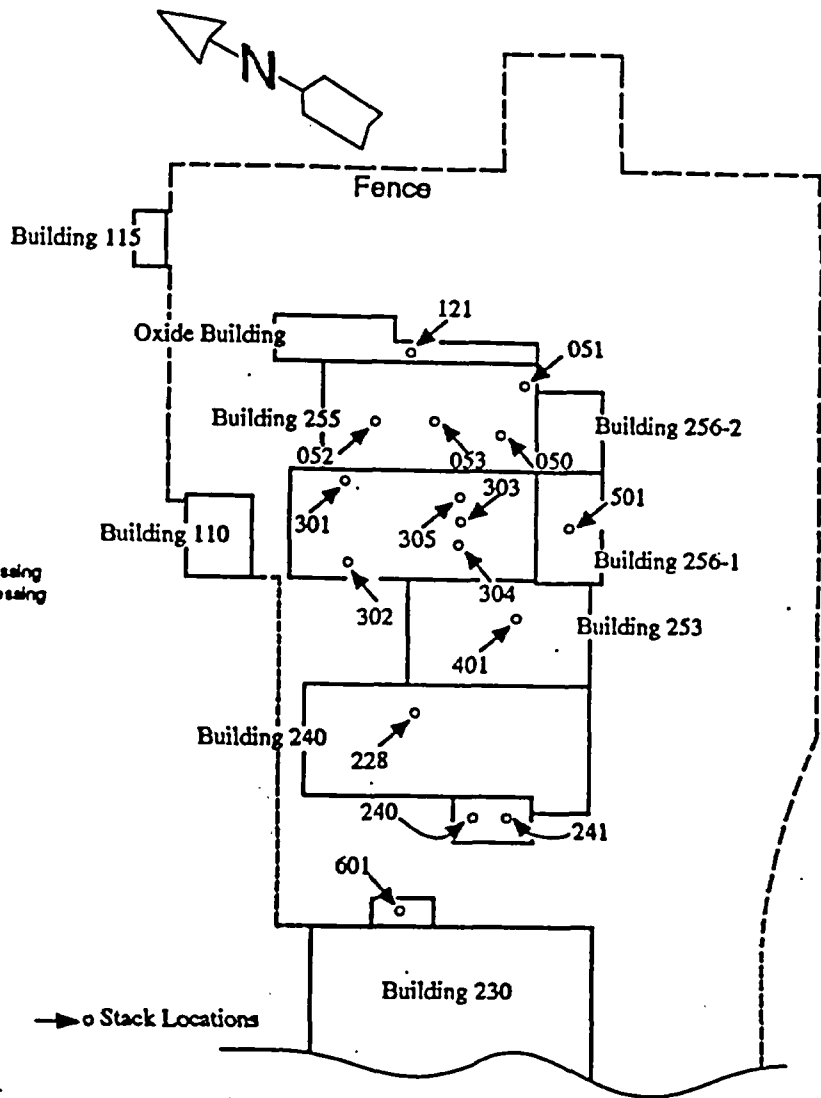 N
Fence
Building 115
Oxide Building
121
051
Building 255
Building 256-2
052
053
050
301
303
305
501
Building 110
Building 256-1
304
302
Building 253
401
Building 240
228
240
241
601
Building 230
Stack Locations